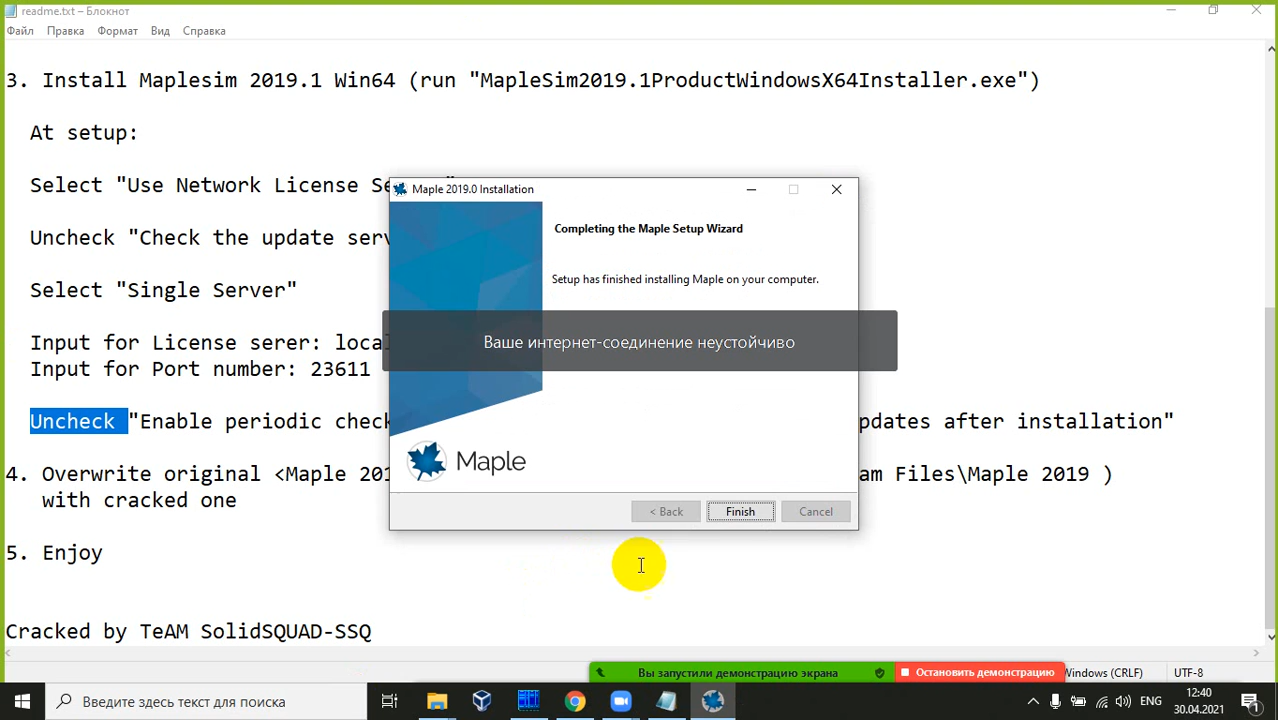 readme.txt – Блокнот
Файл Правка Формат Вид Справка
3. Install Maplesim 2019.1 Win64 (run "MapleSim2019.1ProductWindowsX64Installer.exe")
At setup:
Select "Use Network License Se
Uncheck "Check the update serv
Select "Single Server"
Input for License serer: local
Input for Port number: 23611
Uncheck "Enable periodic check pdates after installation"
4. Overwrite original <Maple 201 am Files\Maple 2019 )
with cracked one
5. Enjoy
Cracked by TeAM SolidSQUAD-SSQ
Maple 2019.0 Installation
Completing the Maple Setup Wizard
Setup has finished installing Maple on your computer.
Ваше интернет-соединение неустойчиво
Maple
< Back Finish Cancel
Вы запустили демонстрацию экрана Остановить демонстрацию Windows (CRLF) UTF-8
Введите здесь текст для поиска
ENG 12:40
30.04.2021
1